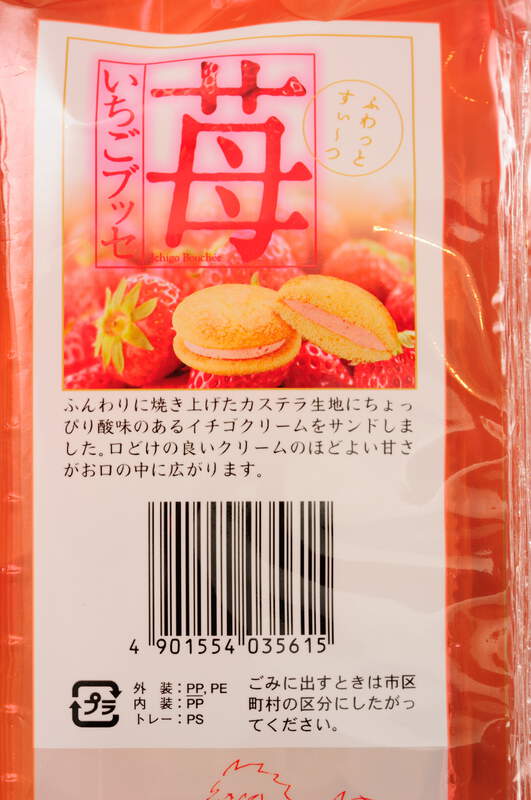 苺
いちごブッセ
Ichigo Bouchée
ふわっと
すいーつ
ふんわりに焼き上げたカステラ生地にちょっ
ぴり酸味のあるイチゴクリームをサンドしま
した。口どけの良いクリームのほどよい甘さ
がお口の中に広がります。
4 901554 035615
プラ
外 装：PP, PE
内 装：PP
トレー：PS
ごみに出すときは市区
町村の区分にしたがっ
てください。